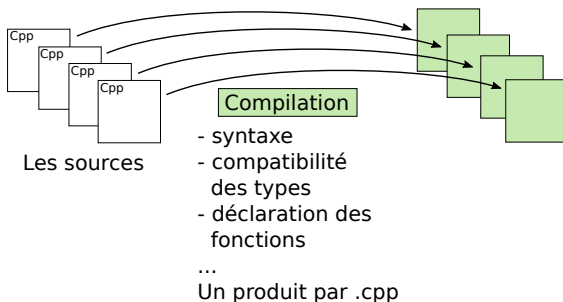 Cpp
Cpp
Cpp
Cpp
Les sources
Compilation
- syntaxe
- compatibilité
des types
- déclaration des
fonctions
...
Un produit par .cpp